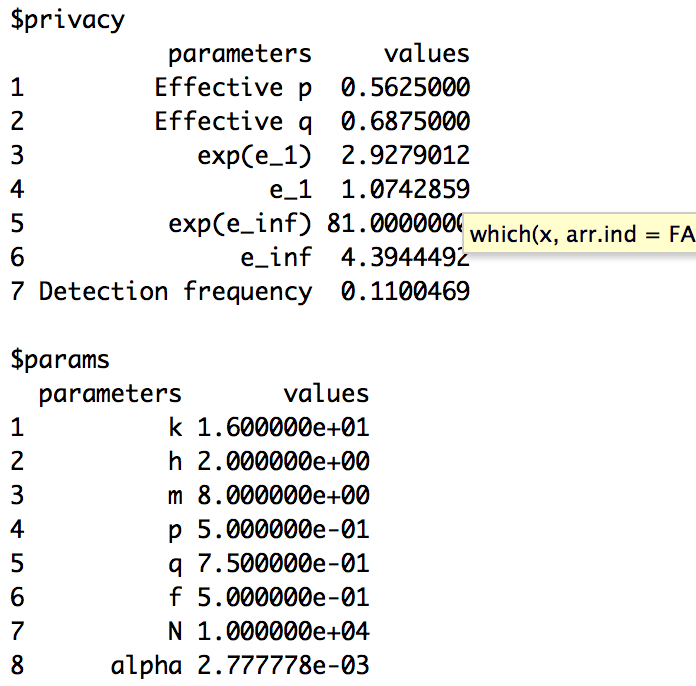 $privacy
parameters values
1 Effective p 0.5625000
2 Effective q 0.6875000
3 exp(e_1) 2.9279012
4 e_1 1.0742859
5 exp(e_inf) 81.0000000
which(x, arr.ind = FA
6 e_inf 4.3944492
7 Detection frequency 0.1100469
$params
parameters values
1 k 1.600000e+01
2 h 2.000000e+00
3 m 8.000000e+00
4 p 5.000000e-01
5 q 7.500000e-01
6 f 5.000000e-01
7 N 1.000000e+04
8 alpha 2.777778e-03